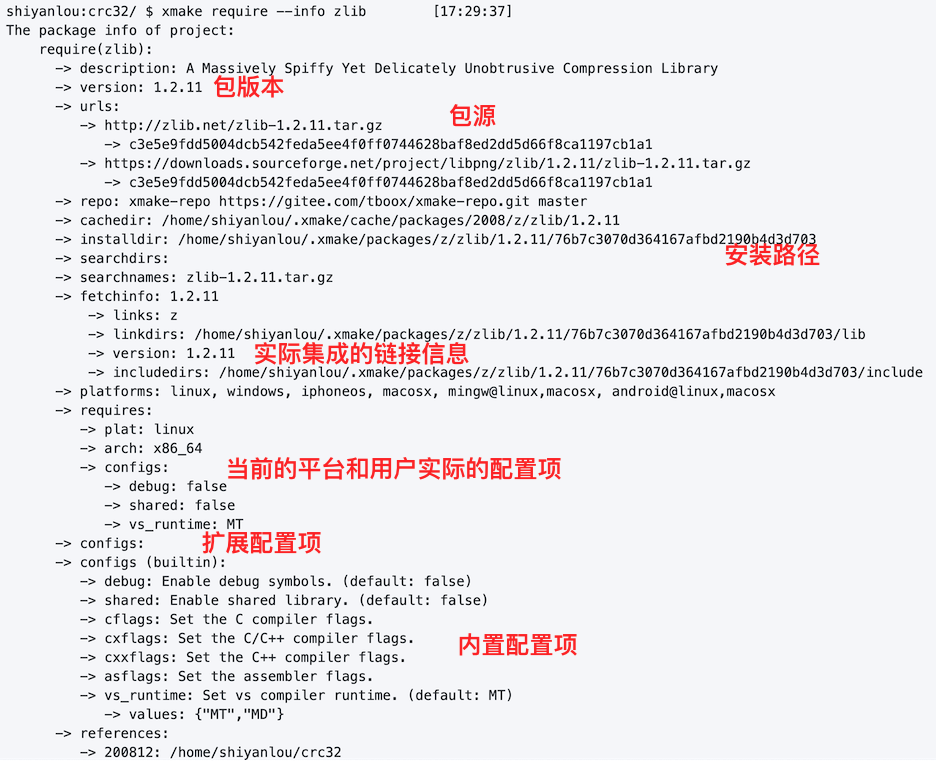 shiyanlou:crc32/ $ xmake require --info zlib        [17:29:37]
The package info of project:
    require(zlib):
      -> description: A Massively Spiffy Yet Delicately Unobtrusive Compression Library
      -> version: 1.2.11 包版本
      -> urls: 包源
         -> http://zlib.net/zlib-1.2.11.tar.gz
            -> c3e5e9fdd5004dcb542feda5ee4f0ff0744628baf8ed2dd5d66f8ca1197cb1a1
         -> https://downloads.sourceforge.net/project/libpng/zlib/1.2.11/zlib-1.2.11.tar.gz
            -> c3e5e9fdd5004dcb542feda5ee4f0ff0744628baf8ed2dd5d66f8ca1197cb1a1
      -> repo: xmake-repo https://gitee.com/tboox/xmake-repo.git master
      -> cachedir: /home/shiyanlou/.xmake/cache/packages/2008/z/zlib/1.2.11
      -> installdir: /home/shiyanlou/.xmake/packages/z/zlib/1.2.11/76b7c3070d364167afbd2190b4d3d703
      -> searchdirs: 安装路径
      -> searchnames: zlib-1.2.11.tar.gz
      -> fetchinfo: 1.2.11
          -> links: z
          -> linkdirs: /home/shiyanlou/.xmake/packages/z/zlib/1.2.11/76b7c3070d364167afbd2190b4d3d703/lib
          -> version: 1.2.11 实际集成的链接信息
          -> includedirs: /home/shiyanlou/.xmake/packages/z/zlib/1.2.11/76b7c3070d364167afbd2190b4d3d703/include
      -> platforms: linux, windows, iphoneos, macosx, mingw@linux,macosx, android@linux,macosx
      -> requires:
         -> plat: linux
         -> arch: x86_64
         -> configs: 当前的平台和用户实际的配置项
            -> debug: false
            -> shared: false
            -> vs_runtime: MT
      -> configs: 扩展配置项
      -> configs (builtin):
         -> debug: Enable debug symbols. (default: false)
         -> shared: Enable shared library. (default: false)
         -> cflags: Set the C compiler flags.
         -> cxflags: Set the C/C++ compiler flags. 内置配置项
         -> cxxflags: Set the C++ compiler flags.
         -> asflags: Set the assembler flags.
         -> vs_runtime: Set vs compiler runtime. (default: MT)
            -> values: {"MT","MD"}
      -> references:
         -> 200812: /home/shiyanlou/crc32